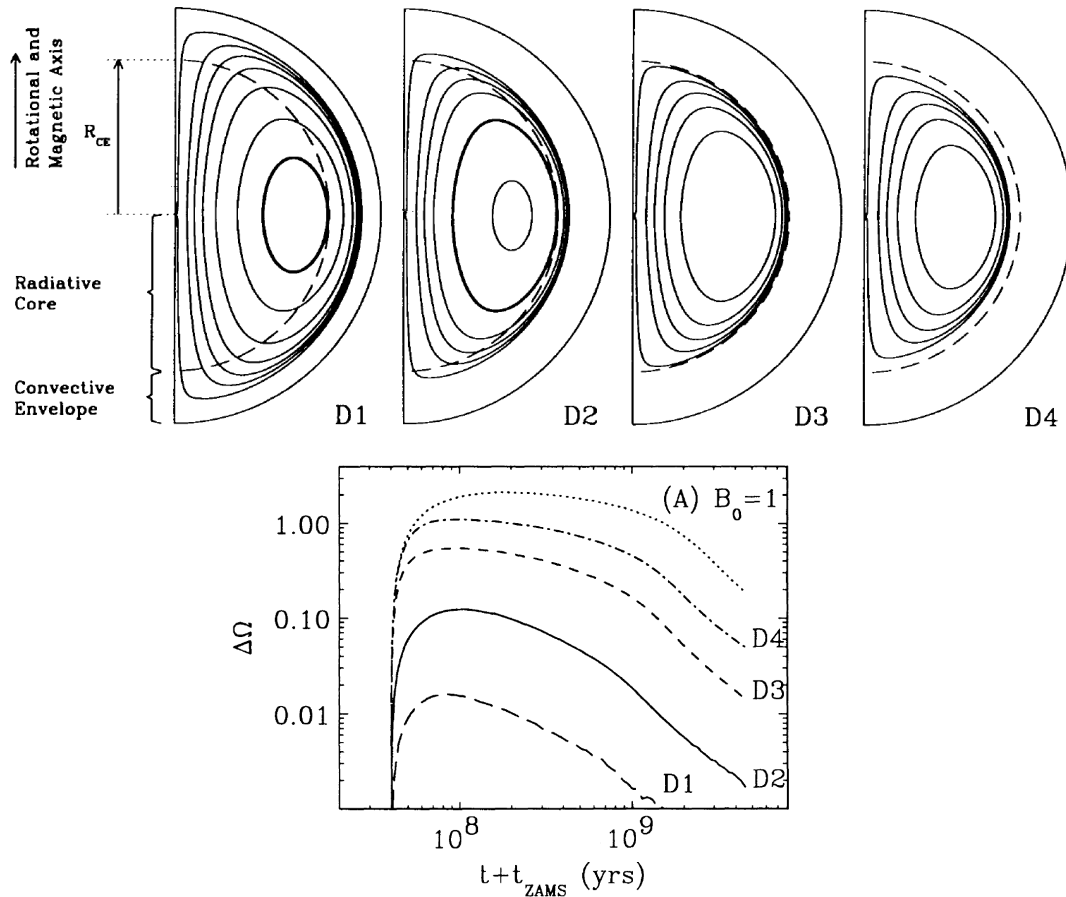 Rotational and
Magnetic Axis
R_CE
Radiative
Core
Convective
Envelope
D1
D2
D3
D4
(A) B_0=1
1.00
0.10
0.01
ΔΩ
D4
D3
D2
D1
10^8
10^9
t+t_ZAMS (yrs)